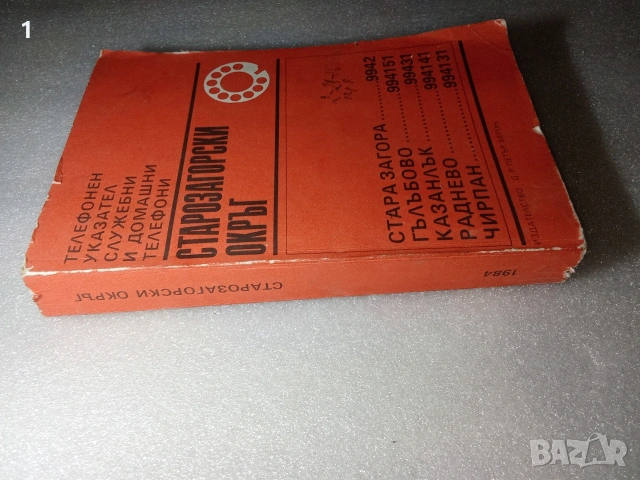 1
ТЕЛЕФОНЕН
УКАЗАТЕЛ
СЛУЖЕБНИ
И ДОМАШНИ
ТЕЛЕФОНИ
СТАРОЗАГОРСКИ
ОКРЪГ
СТАРА ЗАГОРА.........9942
ГЪЛЪБОВО..........994151
КАЗАНЛЪК............99431
РАДНЕВО............994141
ЧИРПАН.............994131
ИЗДАТЕЛСТВО
СТАРОЗАГОРСКИ ОКРЪГ
1984
BAZAR